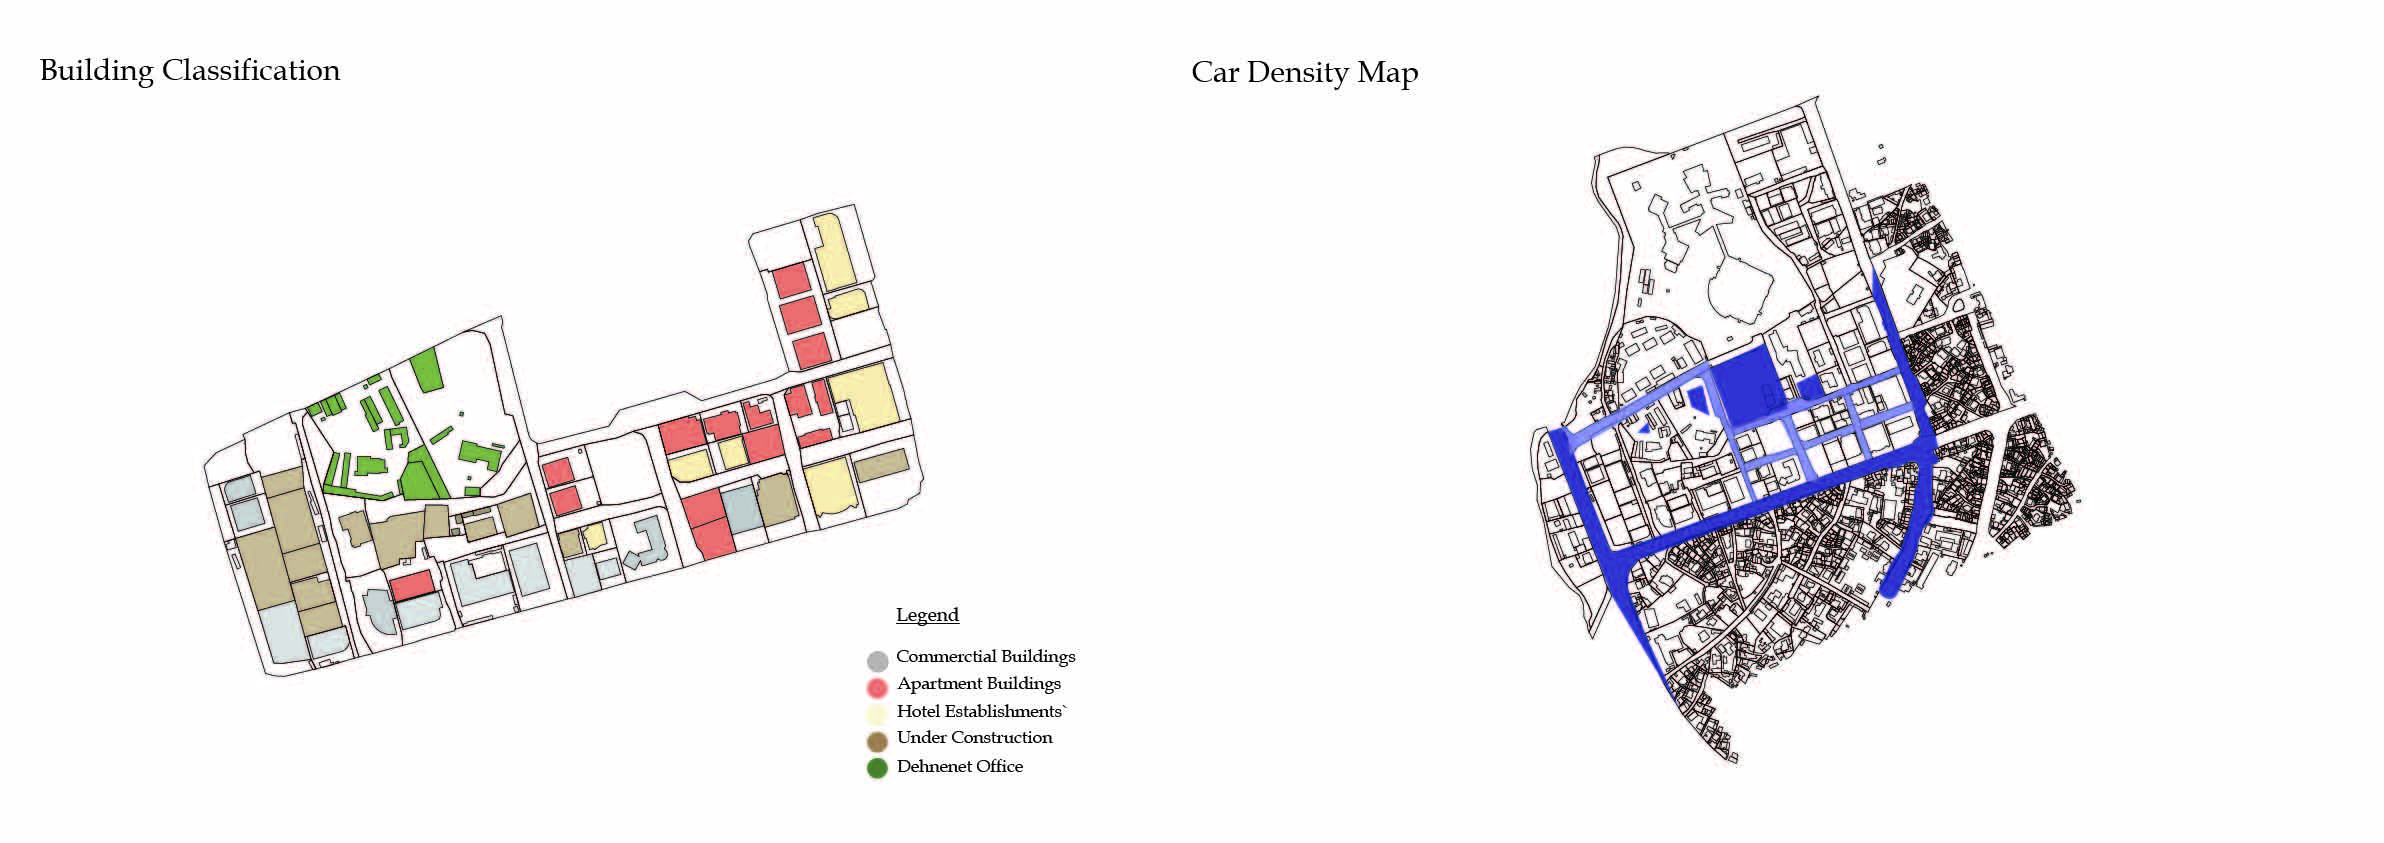 Building Classification
Car Density Map
Legend
Commerctial Buildings
Apartment Buildings
Hotel Establishments`
Under Construction
Dehnenet Office